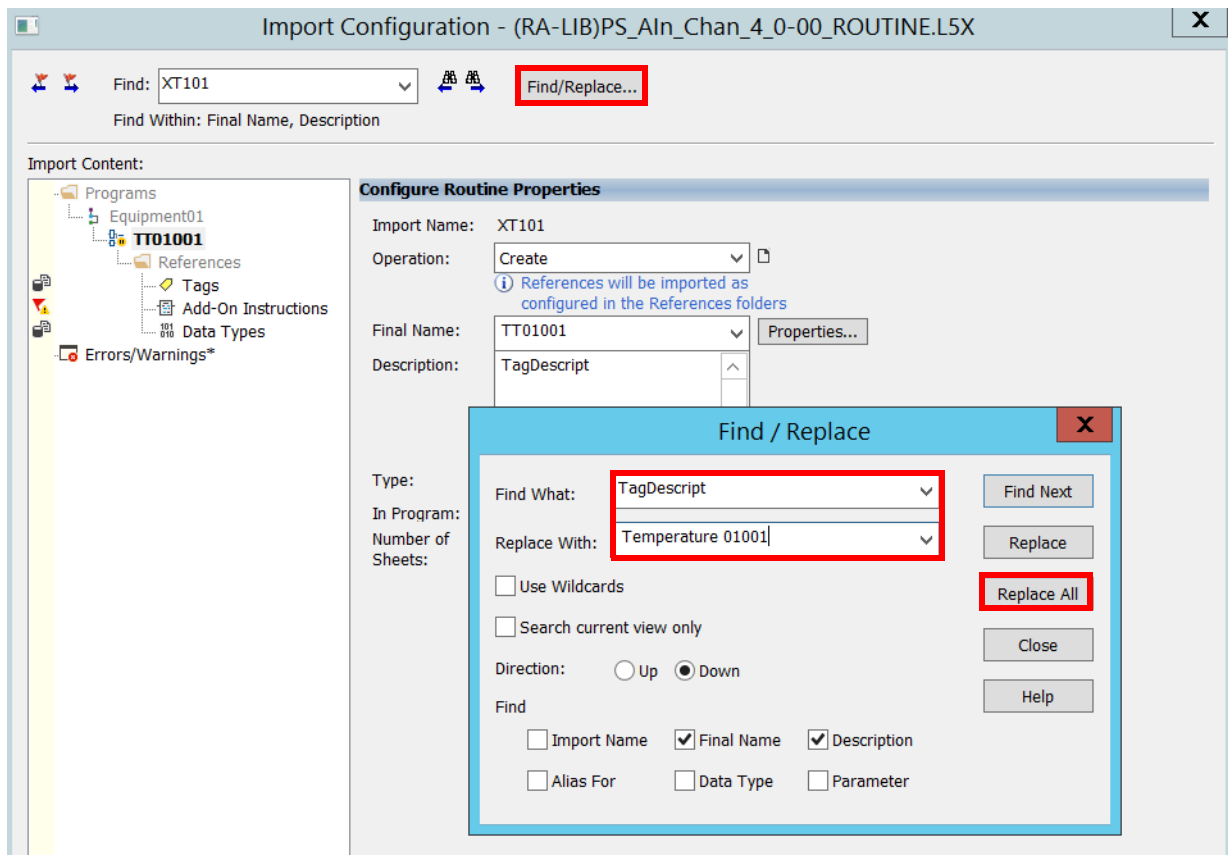 Import Configuration - (RA-LIB)PS_AIn_Chan_4_0-00_ROUTINE.L5X
X
Find: XT101
Find/Replace...
Find Within: Final Name, Description
Import Content:
Programs
Equipment01
TT01001
References
Tags
Add-On Instructions
Data Types
Errors/Warnings*
Configure Routine Properties
Import Name: XT101
Operation: Create
References will be imported as
configured in the References folders
Final Name: TT01001 Properties...
Description: TagDescript
Type:
In Program:
Number of
Sheets:
Find / Replace
X
Find What: TagDescript
Find Next
Replace With: Temperature 01001
Replace
Use Wildcards
Replace All
Search current view only
Close
Direction: Up Down
Help
Find
Import Name Final Name Description
Alias For Data Type Parameter